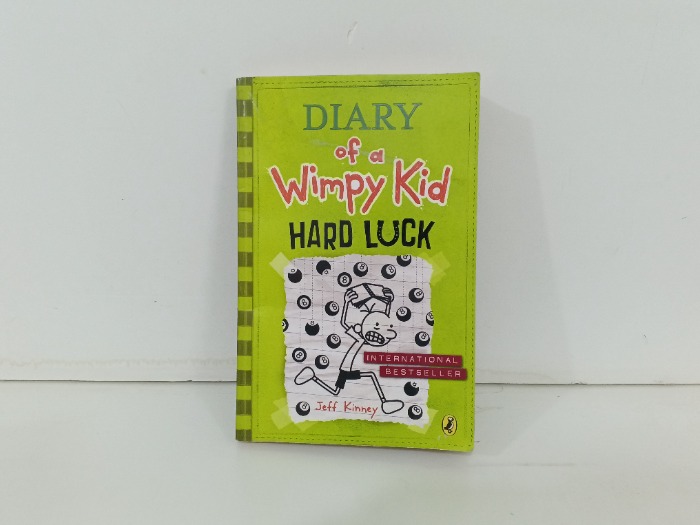 DIARY
of a
Wimpy Kid
HARD LUCK
INTERNATIONAL
BESTSELLER
Jeff Kinney